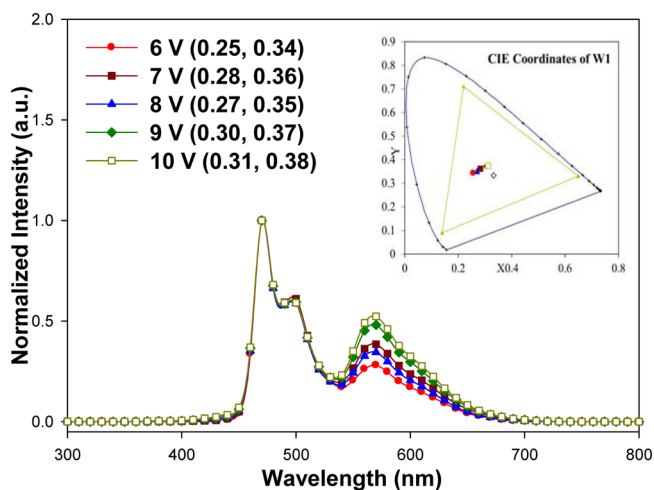 2.0
1.5
1.0
0.5
0.0
Normalized Intensity (a.u.)
6 V (0.25, 0.34)
7 V (0.28, 0.36)
8 V (0.27, 0.35)
9 V (0.30, 0.37)
10 V (0.31, 0.38)
CIE Coordinates of W1
0.9
0.8
0.7
0.6
0.5
Y
0.4
0.3
0.2
0.1
0
0 0.2 X0.4 0.6 0.8
300 400 500 600 700 800
Wavelength (nm)